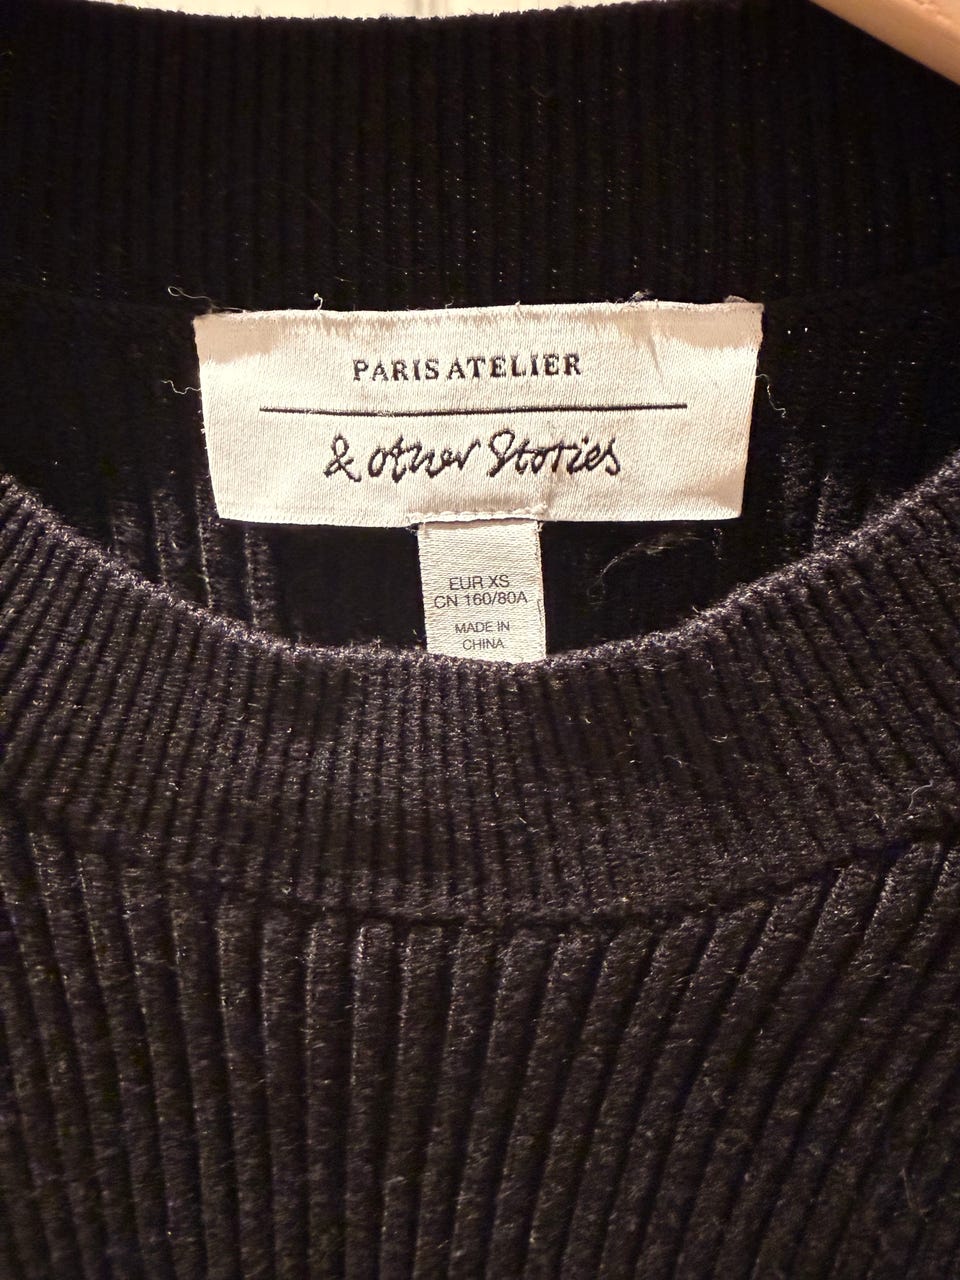 PARIS ATELIER
& other Stories
EUR XS
CN 160/80A
MADE IN
CHINA